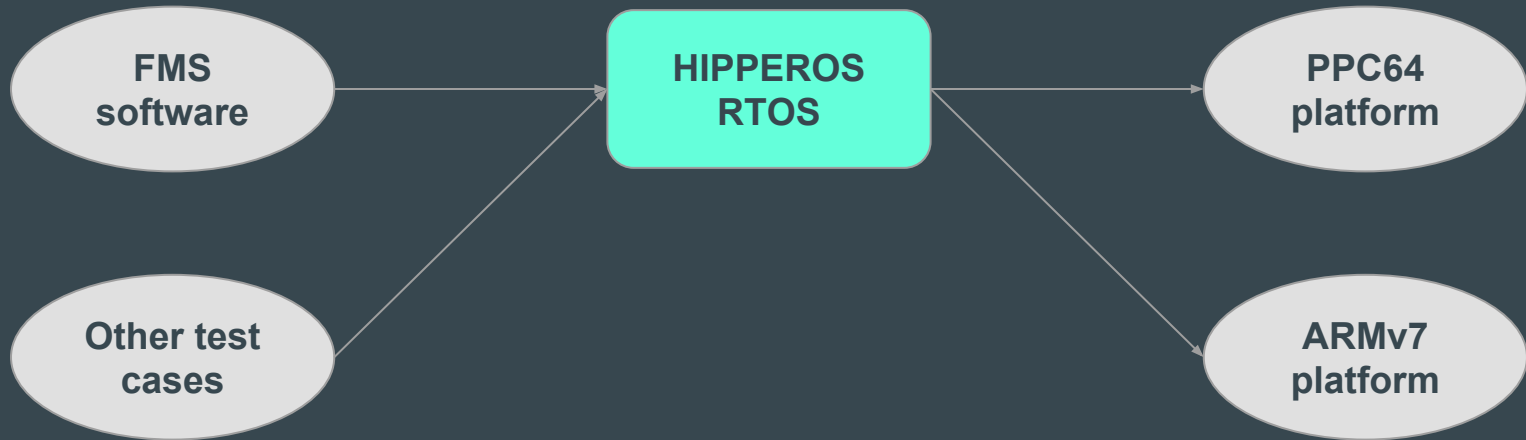 FMS
software
HIPPEROS
RTOS
PPC64
platform
Other test
cases
ARMv7
platform